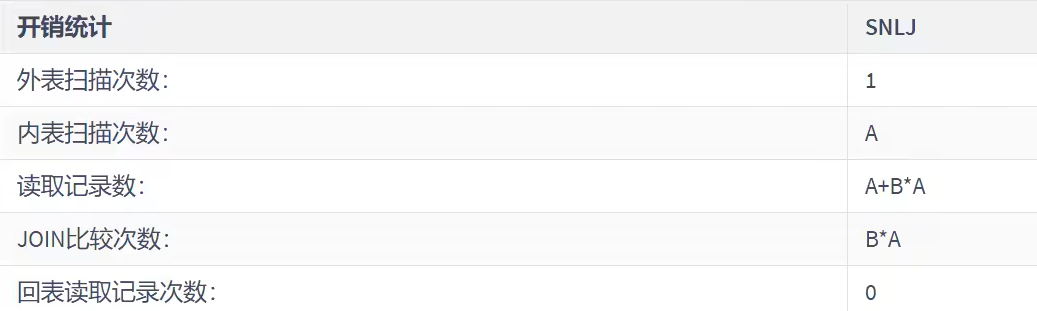 开销统计 SNLJ
外表扫描次数： 1
内表扫描次数： A
读取记录数： A+B*A
JOIN比较次数： B*A
回表读取记录次数： 0